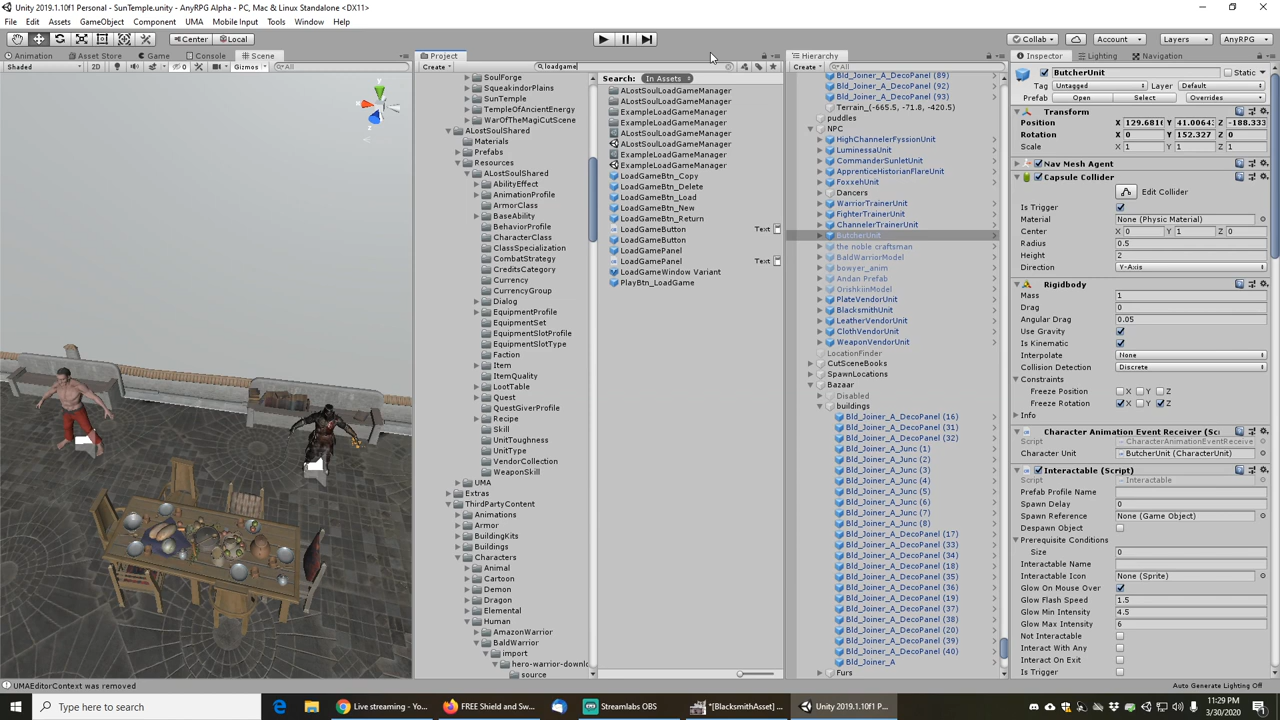 Unity 2019.1.10f1 Personal - SunTemple.unity - AnyRPG Alpha - PC, Mac & Linux Standalone <DX11>
File Edit Assets GameObject Component UMA Mobile Input Tools Window Help
Center Local Collab Account Layers AnyRPG
Animation Asset Store Game Console Scene
Shaded 2D 0 Gizmos All
Project
Create loadgame
SoulForge
SqueakindorPlains
SunTemple
TempleOfAncientEnergy
WarOfTheMagiCutScene
ALostSoulShared
Materials
Prefabs
Resources
ALostSoulShared
AbilityEffect
AnimationProfile
ArmorClass
BaseAbility
BehaviorProfile
CharacterClass
ClassSpecialization
CombatStrategy
CreditsCategory
Currency
CurrencyGroup
Dialog
EquipmentProfile
EquipmentSet
EquipmentSlotProfile
EquipmentSlotType
Faction
Item
ItemQuality
LootTable
Quest
QuestGiverProfile
Recipe
Skill
UnitToughness
UnitType
VendorCollection
WeaponSkill
UMA
Extras
ThirdPartyContent
Animations
Armor
BuildingKits
Buildings
Characters
Animal
Cartoon
Demon
Dragon
Elemental
Human
AmazonWarrior
BaldWarrior
import
hero-warrior-downlo
source
Search: In Assets
ALostSoulLoadGameManager
ALostSoulLoadGameManager
ExampleLoadGameManager
ExampleLoadGameManager
ALostSoulLoadGameManager
ALostSoulLoadGameManager
ExampleLoadGameManager
ExampleLoadGameManager
LoadGameBtn_Copy
LoadGameBtn_Delete
LoadGameBtn_Load
LoadGameBtn_New
LoadGameBtn_Return
LoadGameButton Text
LoadGameButton
LoadGamePanel
LoadGamePanel Text
LoadGameWindow Variant
PlayBtn_LoadGame
Hierarchy
Create All
Bld_Joiner_A_DecoPanel (89)
Bld_Joiner_A_DecoPanel (92)
Bld_Joiner_A_DecoPanel (93)
Terrain_(-665.5, -71.8, -420.5)
puddles
NPC
HighChannelerFyssionUnit
LuminessaUnit
CommanderSunletUnit
ApprenticeHistorianFlareUnit
FoxxehUnit
Dancers
WarriorTrainerUnit
FighterTrainerUnit
ChannelerTrainerUnit
ButcherUnit
the noble craftsman
BaldWarriorModel
bowyer_anim
Andan Prefab
OrishkiinModel
PlateVendorUnit
BlacksmithUnit
LeatherVendorUnit
ClothVendorUnit
WeaponVendorUnit
LocationFinder
CutSceneBooks
SpawnLocations
Bazaar
Disabled
buildings
Bld_Joiner_A_DecoPanel (16)
Bld_Joiner_A_DecoPanel (31)
Bld_Joiner_A_DecoPanel (32)
Bld_Joiner_A_Junc (1)
Bld_Joiner_A_Junc (2)
Bld_Joiner_A_Junc (3)
Bld_Joiner_A_Junc (4)
Bld_Joiner_A_Junc (5)
Bld_Joiner_A_Junc (6)
Bld_Joiner_A_Junc (7)
Bld_Joiner_A_Junc (8)
Bld_Joiner_A_DecoPanel (17)
Bld_Joiner_A_DecoPanel (33)
Bld_Joiner_A_DecoPanel (34)
Bld_Joiner_A_DecoPanel (18)
Bld_Joiner_A_DecoPanel (35)
Bld_Joiner_A_DecoPanel (36)
Bld_Joiner_A_DecoPanel (19)
Bld_Joiner_A_DecoPanel (37)
Bld_Joiner_A_DecoPanel (38)
Bld_Joiner_A_DecoPanel (20)
Bld_Joiner_A_DecoPanel (39)
Bld_Joiner_A_DecoPanel (40)
Bld_Joiner_A
Furs
Inspector Lighting Navigation
ButcherUnit Static
Tag Untagged Layer Default
Prefab Open Select Overrides
Transform
Position X 129.6816 Y 41.00643 Z -188.333
Rotation X 0 Y 152.327 Z 0
Scale X 1 Y 1 Z 1
Nav Mesh Agent
Capsule Collider
Edit Collider
Is Trigger
Material None (Physic Material)
Center X 0 Y 1 Z 0
Radius 0.5
Height 2
Direction Y-Axis
Rigidbody
Mass 1
Drag 0
Angular Drag 0.05
Use Gravity
Is Kinematic
Interpolate None
Collision Detection Discrete
Constraints
Freeze Position X Y Z
Freeze Rotation X Y Z
Info
Character Animation Event Receiver (Sc
Script CharacterAnimationEventReceive
Character Unit ButcherUnit (CharacterUnit)
Interactable (Script)
Script Interactable
Prefab Profile Name
Spawn Delay 0
Spawn Reference None (Game Object)
Despawn Object
Prerequisite Conditions
Size 0
Interactable Name
Interactable Icon None (Sprite)
Glow On Mouse Over
Glow Flash Speed 1.5
Glow Min Intensity 4.5
Glow Max Intensity 6
Not Interactable
Interact With Any
Interact On Exit
Is Trigger
UMAEditorContext was removed
Auto Generate Lighting Off
Type here to search
Live streaming - Yo...
FREE Shield and Sw...
Streamlabs OBS
*[BlacksmithAsset] ...
Unity 2019.1.10f1 P...
11:29 PM
3/30/2020